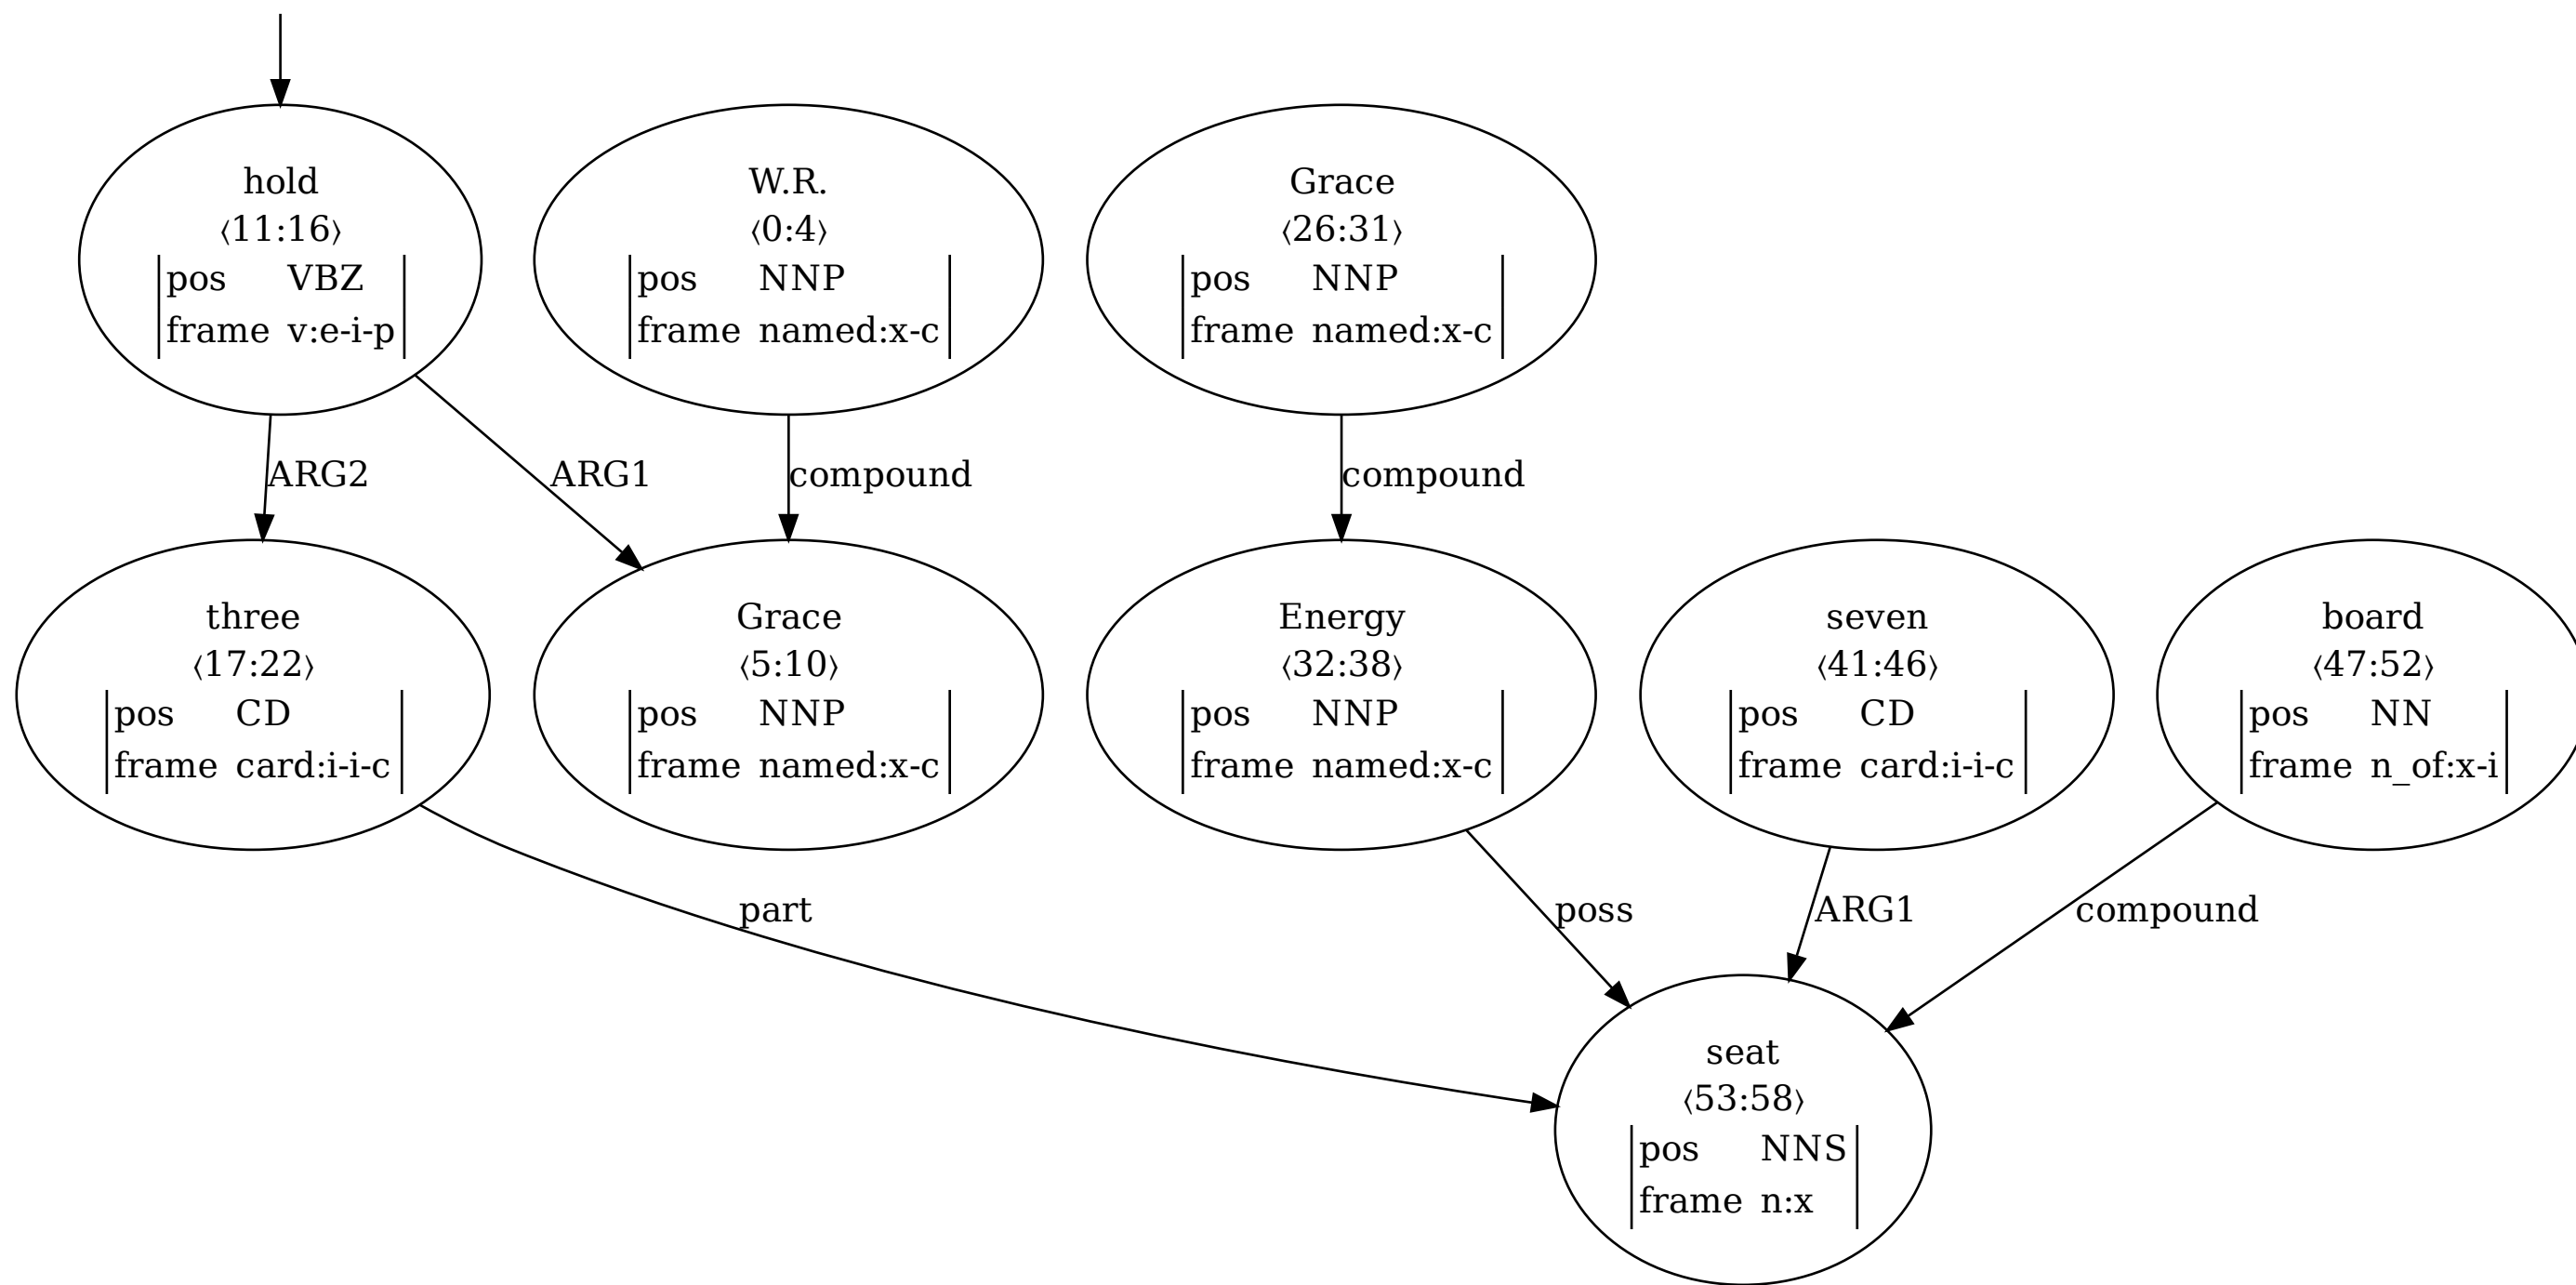 hold
⟨11:16⟩
pos VBZ
frame v:e-i-p
W.R.
⟨0:4⟩
pos NNP
frame named:x-c
Grace
⟨26:31⟩
pos NNP
frame named:x-c
ARG2
ARG1
compound
compound
three
⟨17:22⟩
pos CD
frame card:i-i-c
Grace
⟨5:10⟩
pos NNP
frame named:x-c
Energy
⟨32:38⟩
pos NNP
frame named:x-c
seven
⟨41:46⟩
pos CD
frame card:i-i-c
board
⟨47:52⟩
pos NN
frame n_of:x-i
part
poss
ARG1
compound
seat
⟨53:58⟩
pos NNS
frame n:x